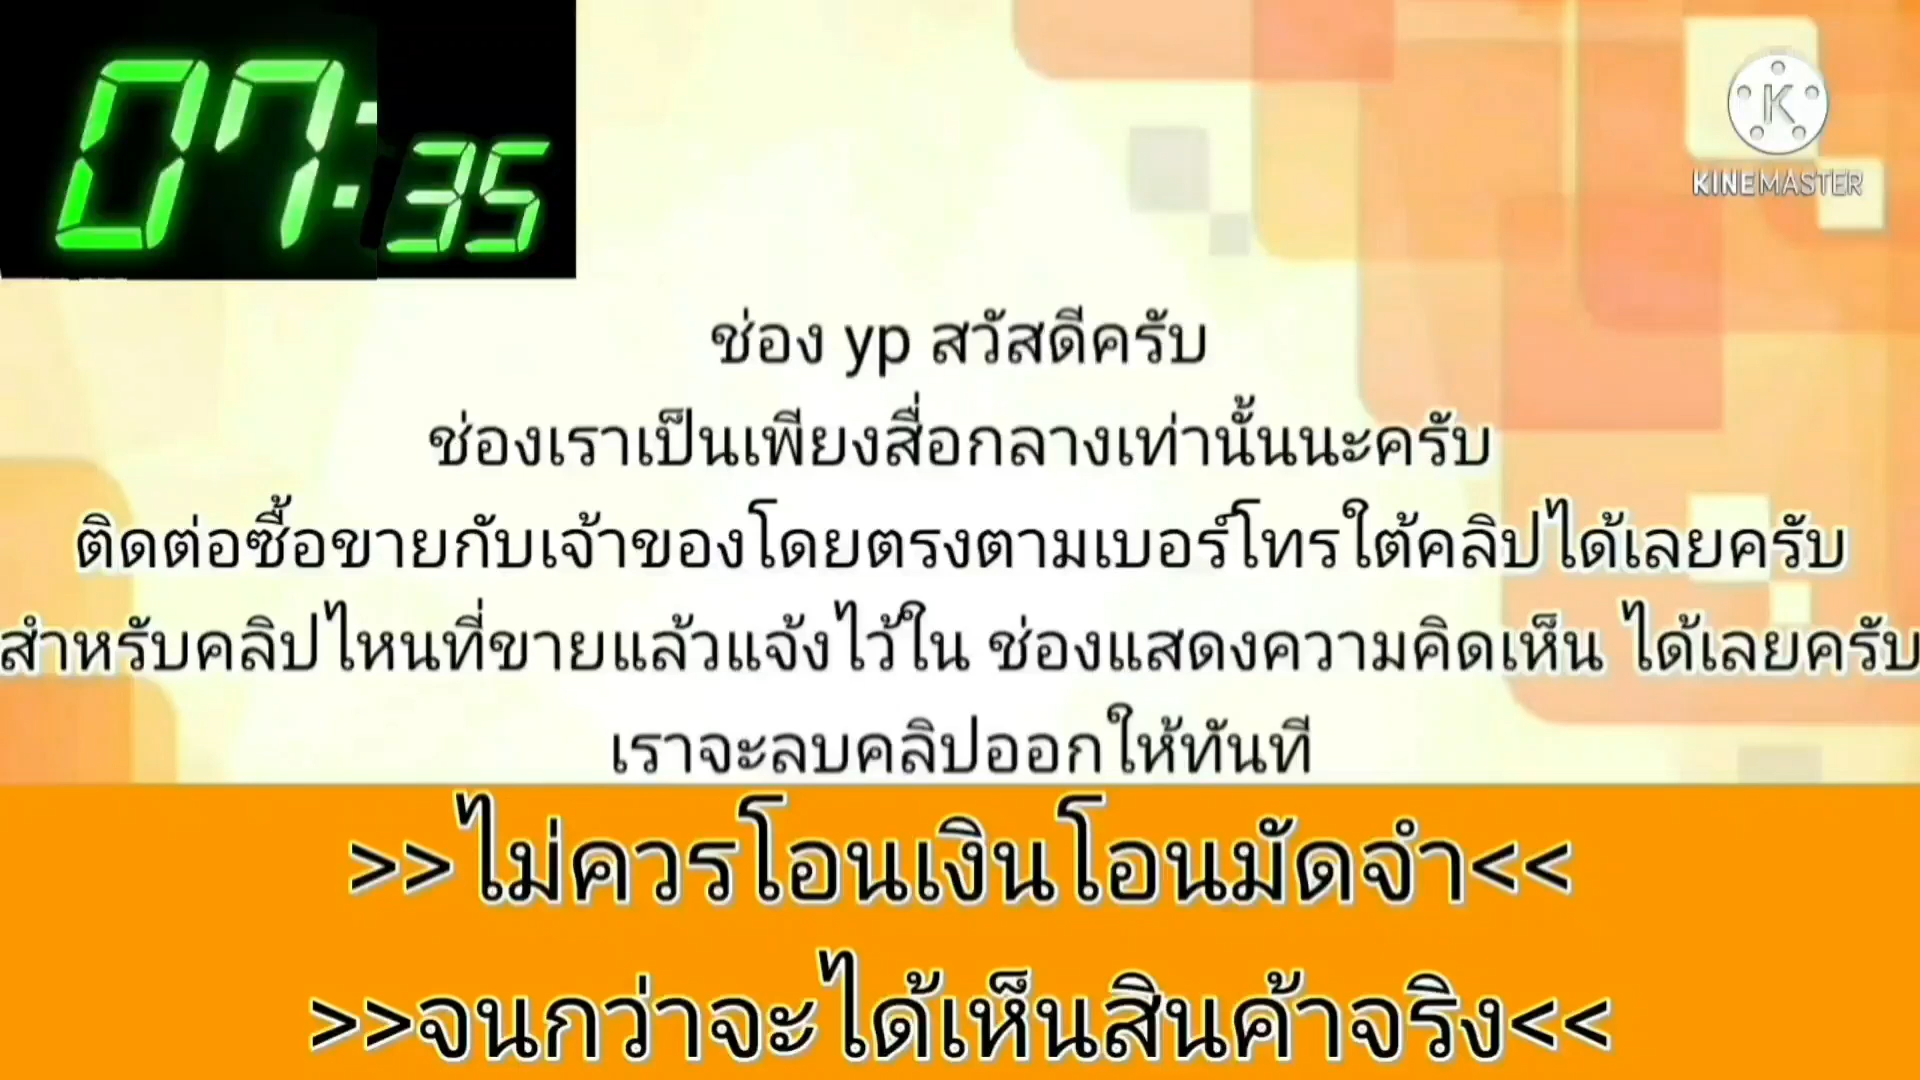 07:35
KINEMASTER
ช่อง yp สวัสดีครับ
ช่องเราเป็นเพียงสื่อกลางเท่านั้นนะครับ
ติดต่อซื้อขายกับเจ้าของโดยตรงตามเบอร์โทรใต้คลิปได้เลยครับ
สำหรับคลิปไหนที่ขายแล้วแจ้งไว้ใน ช่องแสดงความคิดเห็น ได้เลยครับ
เราจะลบคลิปออกให้ทันที
>>ไม่ควรโอนเงินโอนมัดจำ<<
>>จนกว่าจะได้เห็นสินค้าจริง<<